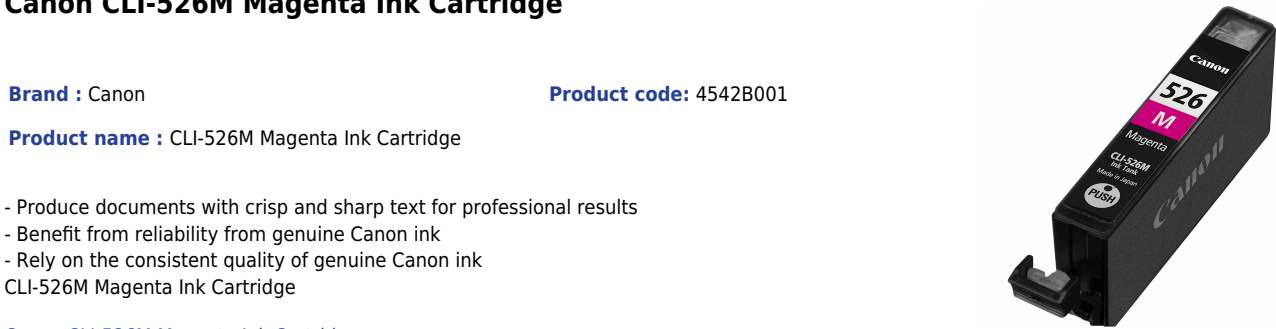 Canon CLI-526M Magenta Ink Cartridge
Brand : Canon
Product code: 4542B001
Product name : CLI-526M Magenta Ink Cartridge
- Produce documents with crisp and sharp text for professional results
- Benefit from reliability from genuine Canon ink
- Rely on the consistent quality of genuine Canon ink
CLI-526M Magenta Ink Cartridge
Canon
526
M
Magenta
CLI-526M
Ink Tank
Made in Japan
PUSH
Canon